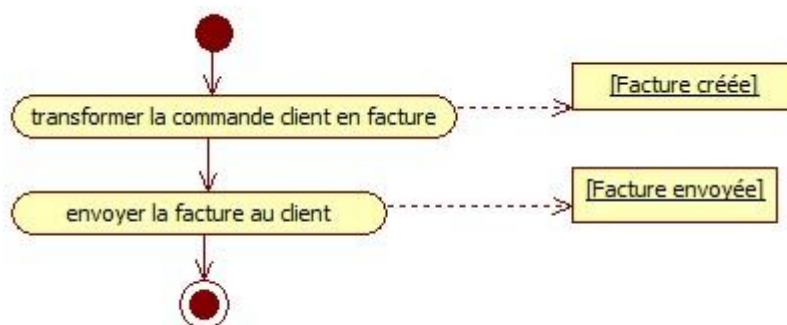 [Facture créée]
transformer la commande client en facture
[Facture envoyée]
envoyer la facture au client